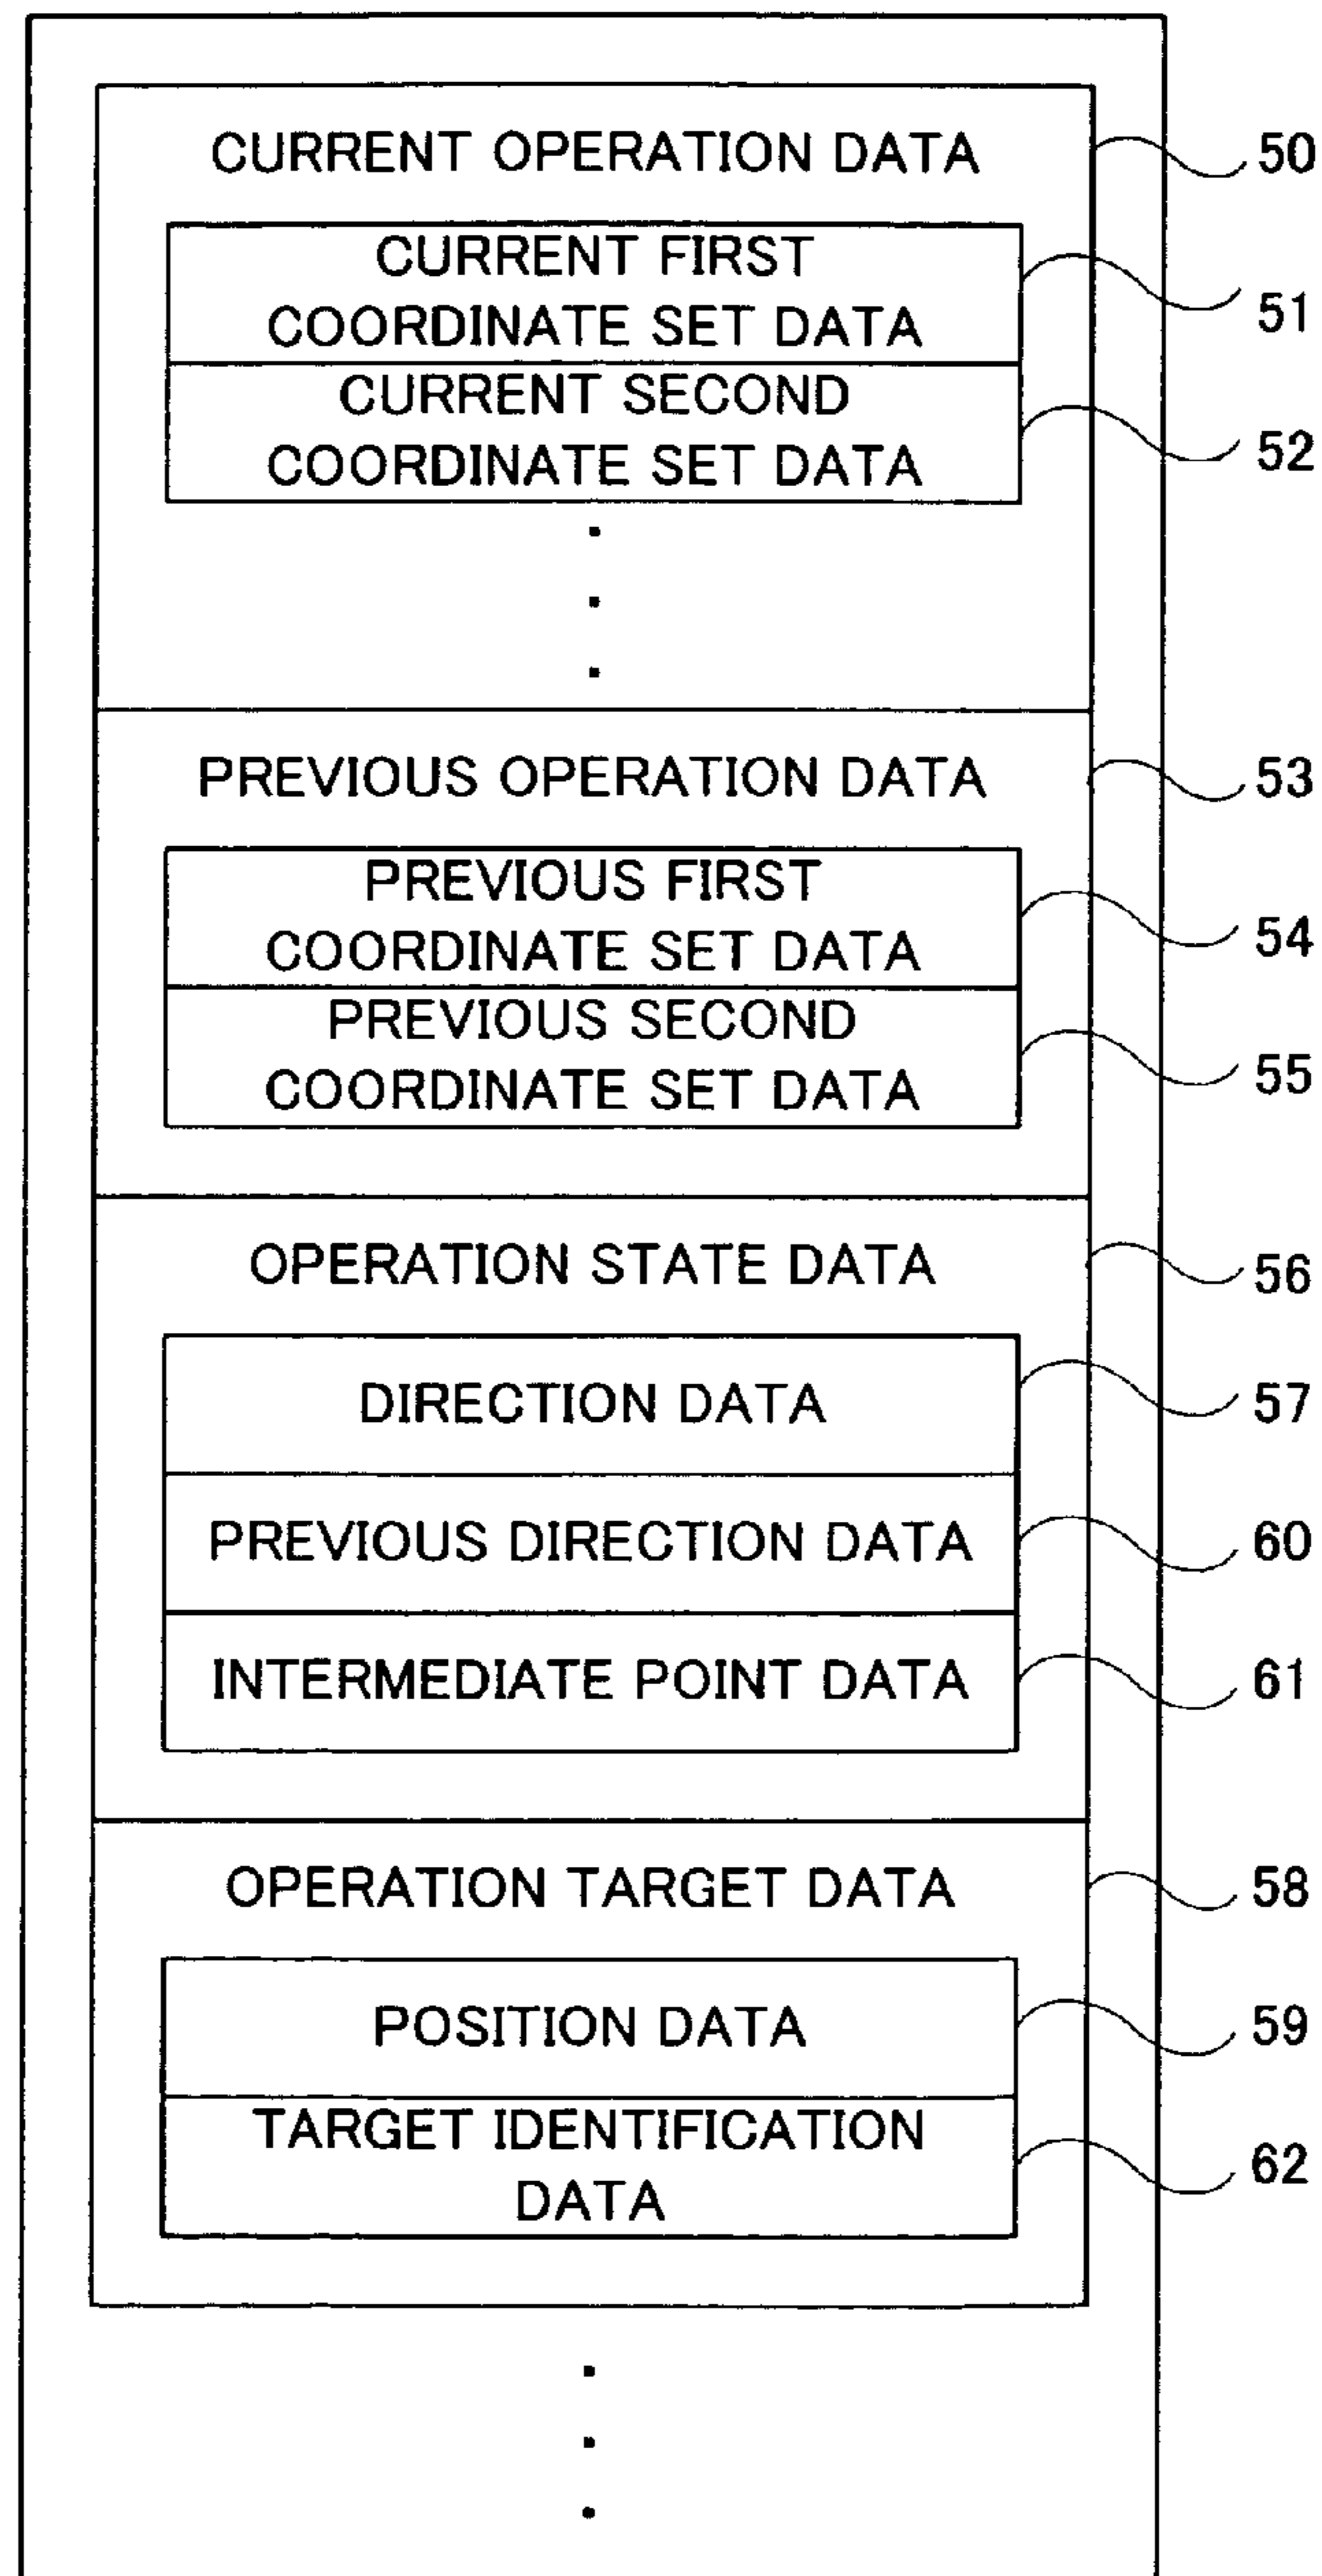 CURRENT OPERATION DATA 50
CURRENT FIRST
COORDINATE SET DATA 51
CURRENT SECOND
COORDINATE SET DATA 52
PREVIOUS OPERATION DATA 53
PREVIOUS FIRST
COORDINATE SET DATA 54
PREVIOUS SECOND
COORDINATE SET DATA 55
OPERATION STATE DATA 56
DIRECTION DATA 57
PREVIOUS DIRECTION DATA 60
INTERMEDIATE POINT DATA 61
OPERATION TARGET DATA 58
POSITION DATA 59
TARGET IDENTIFICATION
DATA 62